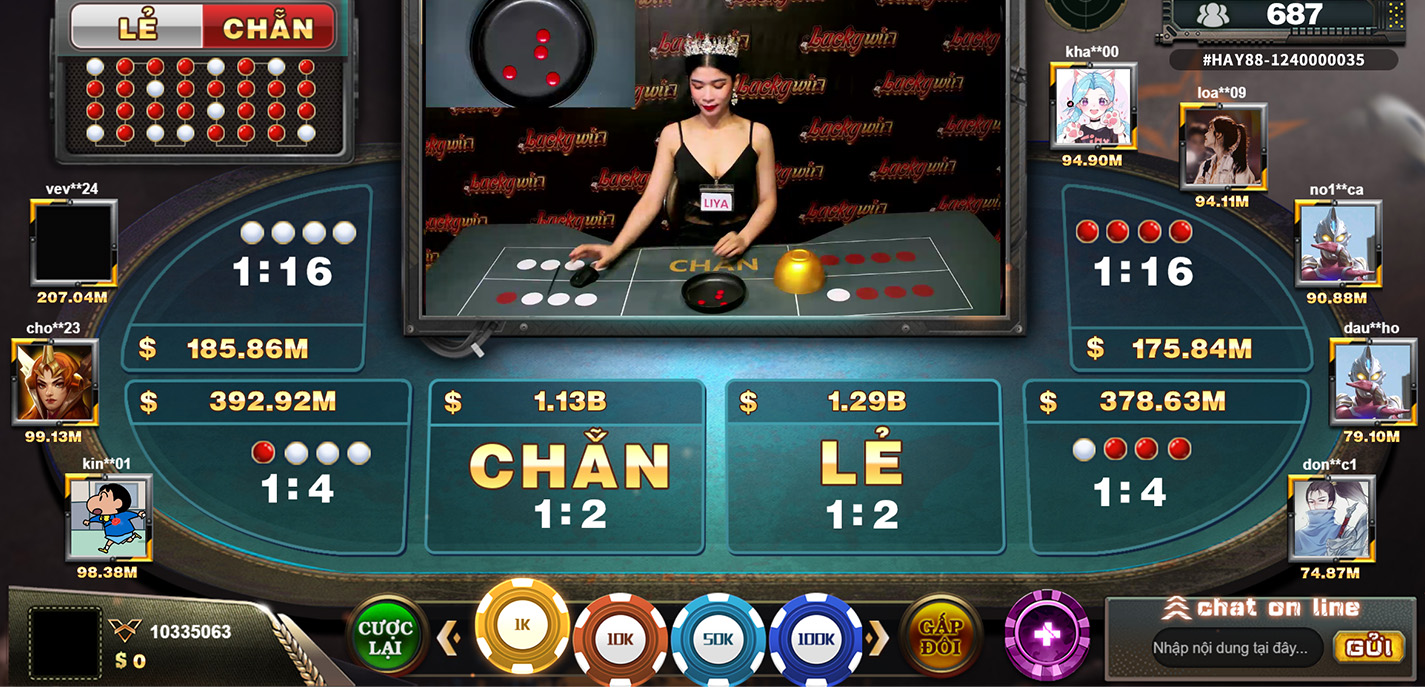 LẺ CHẴN
687
#HAY88-1240000035
kha**00
94.90M
loa**09
94.11M
Luckywin
LIYA
CHẴN
vev**24
207.04M
no1**ca
90.88M
1:16
$ 185.86M
1:16
$ 175.84M
cho**23
99.13M
dau**ho
79.10M
$ 392.92M
1:4
$ 1.13B
CHẴN
1:2
$ 1.29B
LẺ
1:2
$ 378.63M
1:4
kin**01
98.38M
don**c1
74.87M
10335063
$ 0
CƯỢC
LẠI
1K
10K
50K
100K
GẤP
ĐÔI
chat on line
Nhập nội dung tại đây...
GỬI